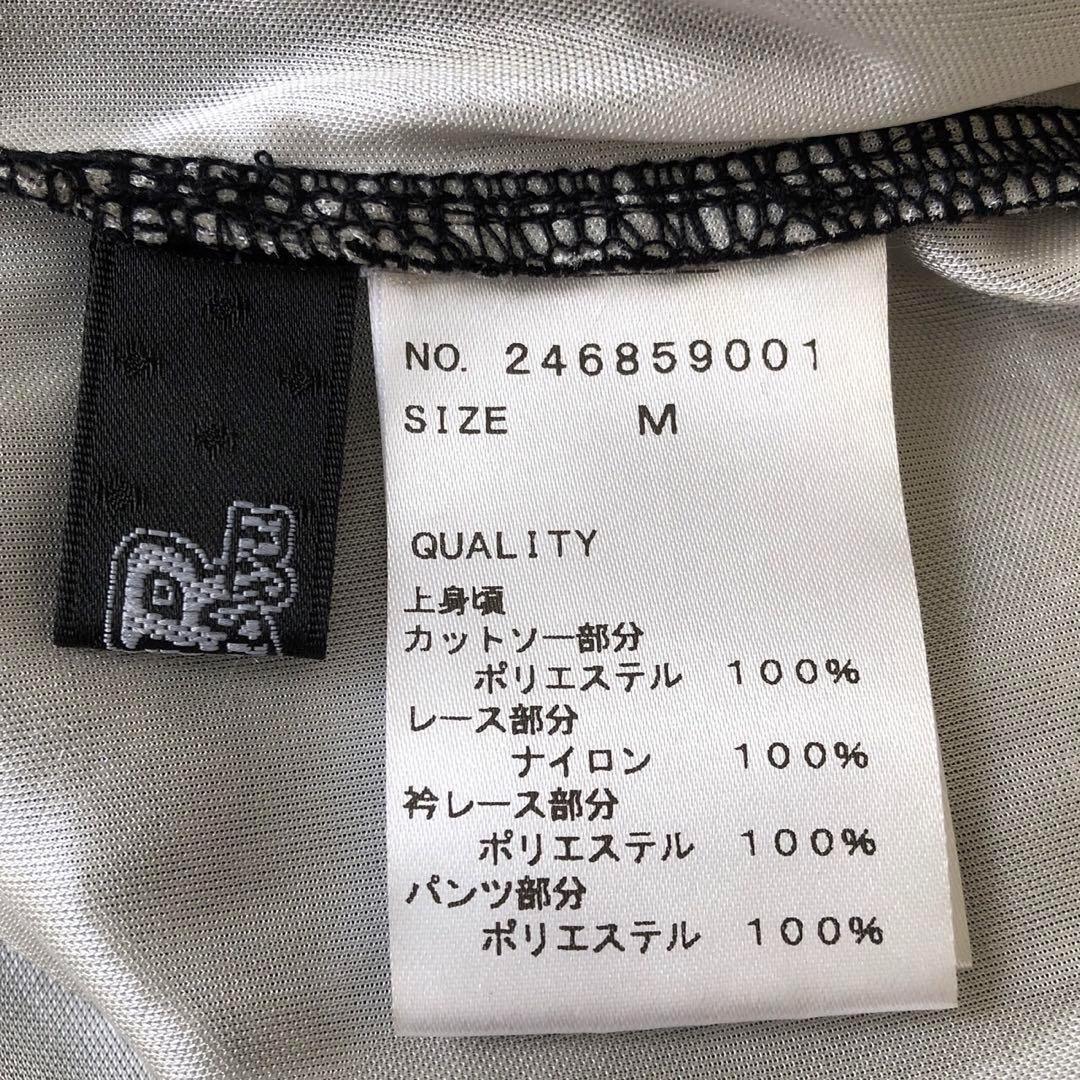 NO. 246859001
SIZE M
QUALITY
上身頃
カットソー部分
ポリエステル 100%
レース部分
ナイロン 100%
衿レース部分
ポリエステル 100%
パンツ部分
ポリエステル 100%